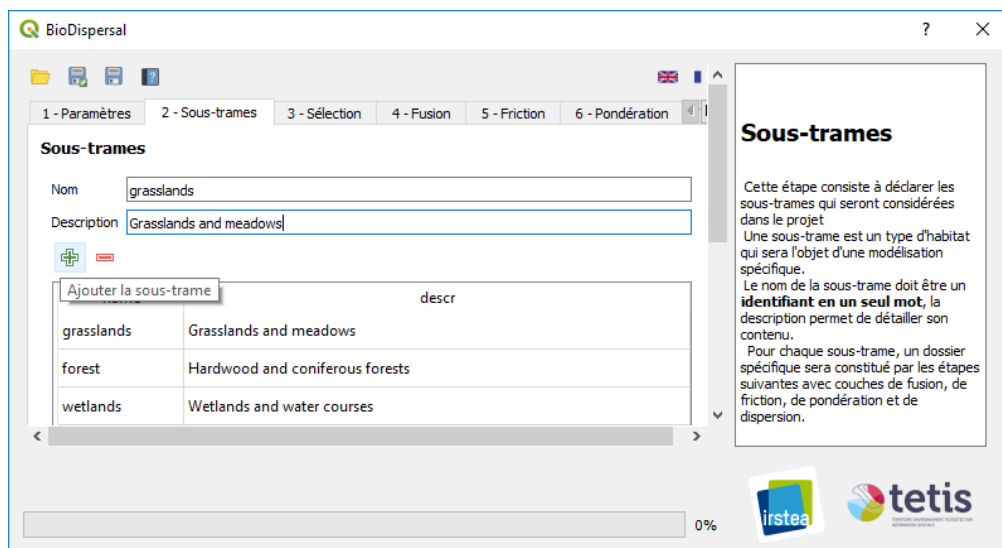 BioDispersal
?
1 - Paramètres
2 - Sous-trames
3 - Sélection
4 - Fusion
5 - Friction
6 - Pondération
Sous-trames
Nom
grasslands
Description
Grasslands and meadows
Ajouter la sous-trame
descr
grasslands
Grasslands and meadows
forest
Hardwood and coniferous forests
wetlands
Wetlands and water courses
0%
Sous-trames
Cette étape consiste à déclarer les
sous-trames qui seront considérées
dans le projet
Une sous-trame est un type d'habitat
qui sera l'objet d'une modélisation
spécifique.
Le nom de la sous-trame doit être un
identifiant en un seul mot, la
description permet de détailler son
contenu.
Pour chaque sous-trame, un dossier
spécifique sera constitué par les étapes
suivantes avec couches de fusion, de
friction, de pondération et de
dispersion.
irstea
tetis